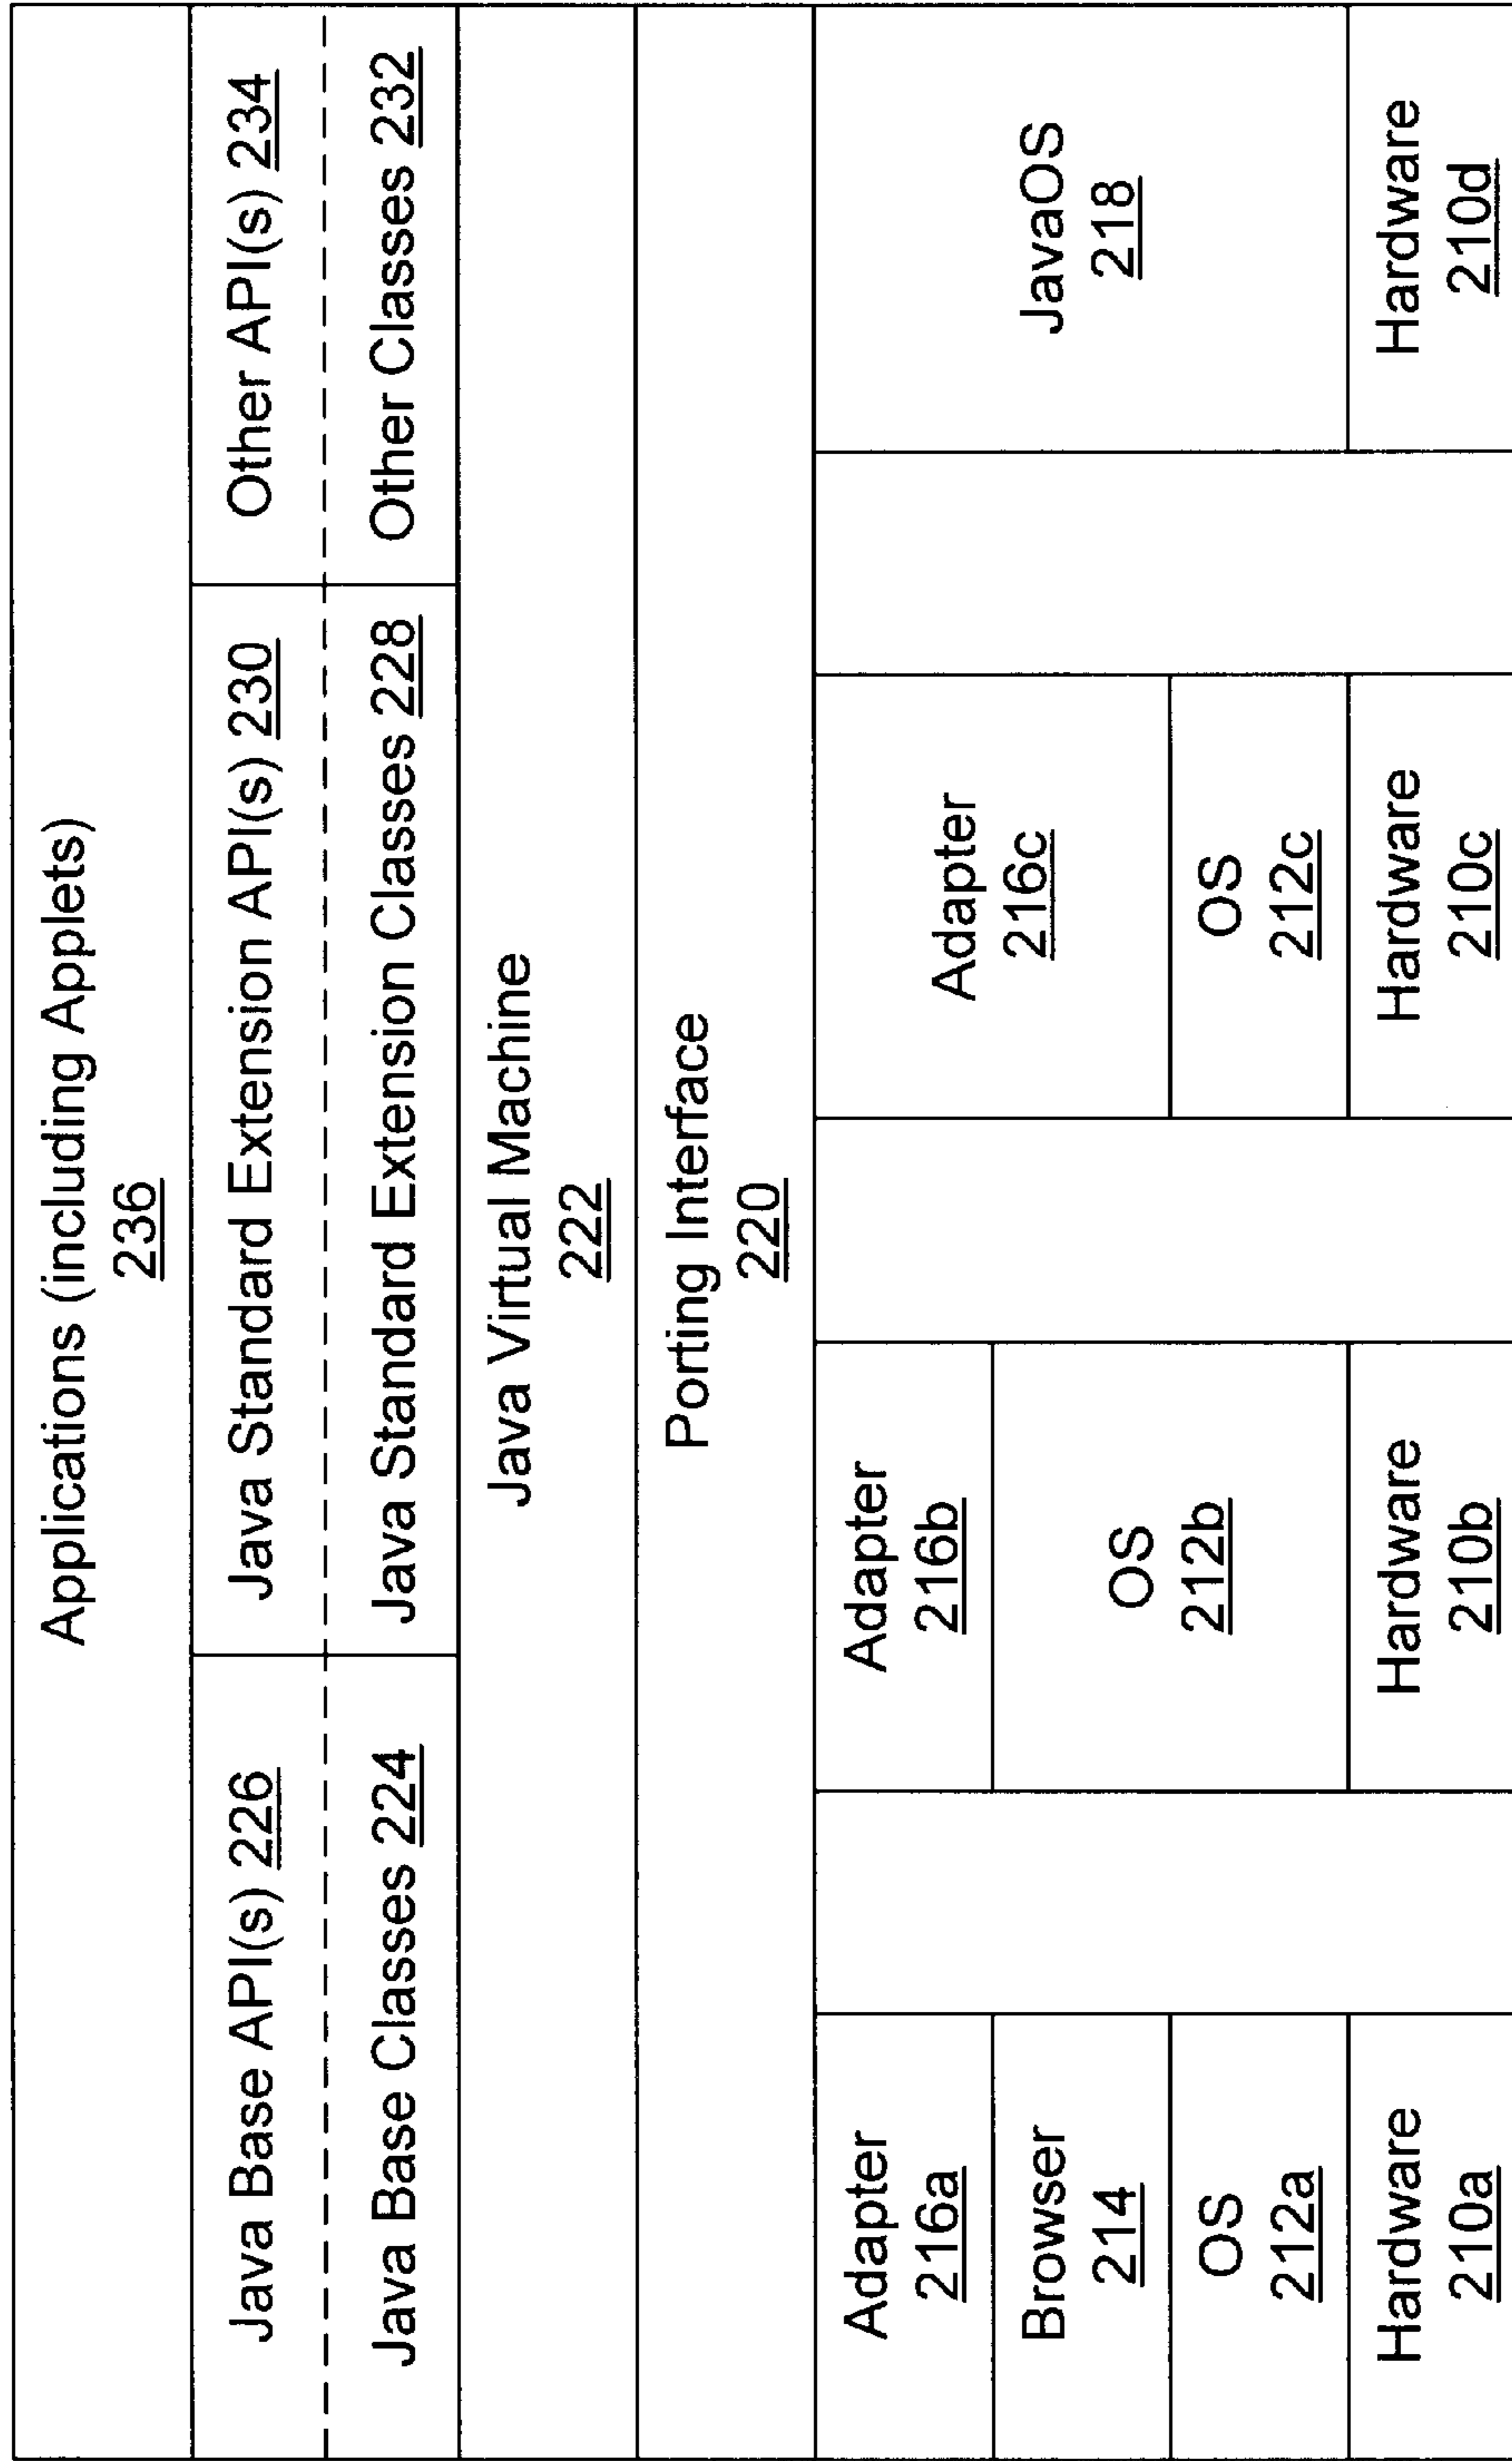 Applications (including Applets)
236
Java Base API(s) 226
Java Standard Extension API(s) 230
Other API(s) 234
Java Base Classes 224
Java Standard Extension Classes 228
Other Classes 232
Java Virtual Machine
222
Porting Interface
220
Adapter
216a
Browser
214
OS
212a
Hardware
210a
Adapter
216b
OS
212b
Hardware
210b
Adapter
216c
OS
212c
Hardware
210c
JavaOS
218
Hardware
210d